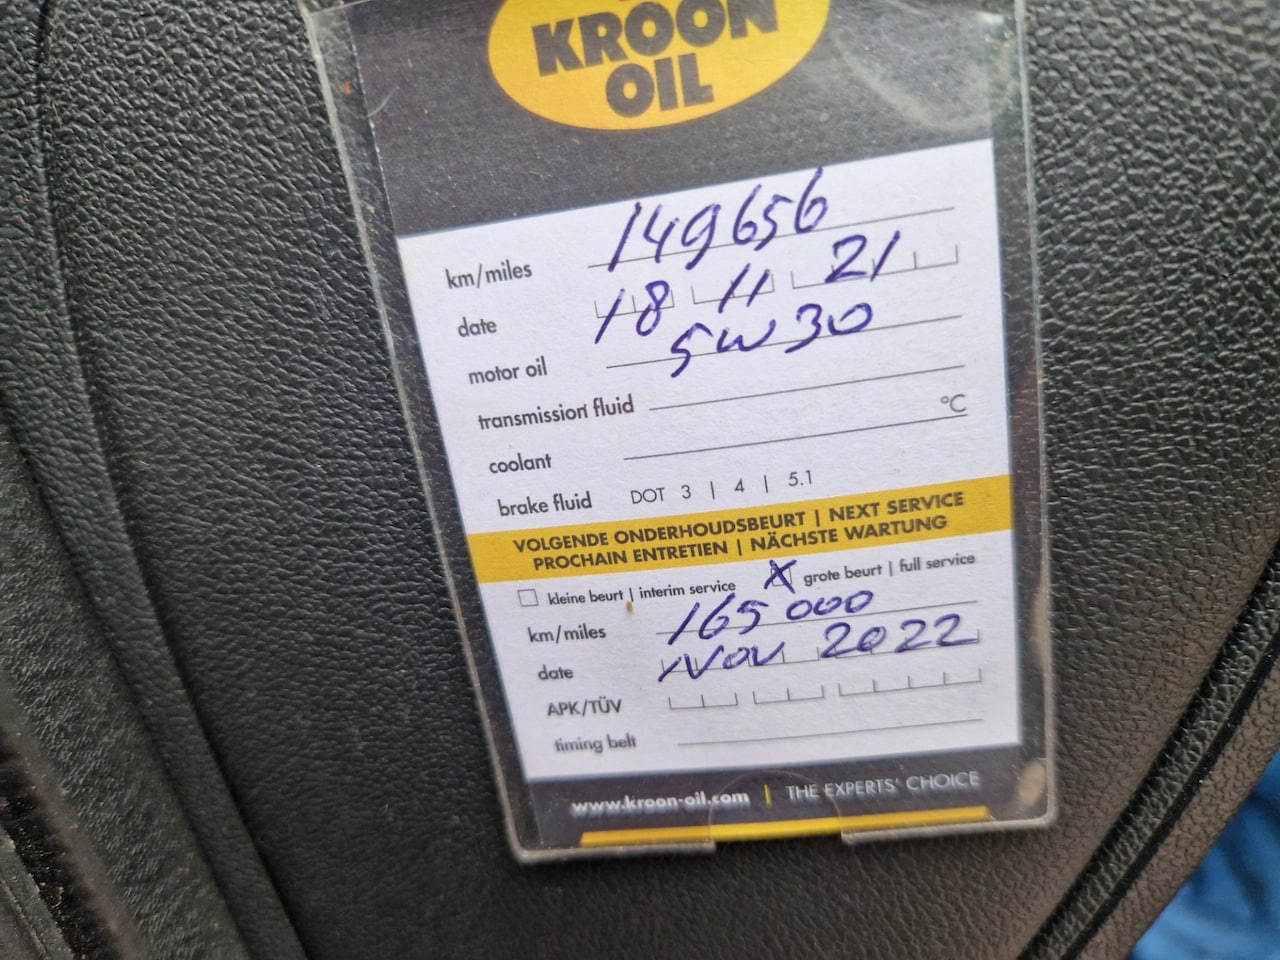 KROON
OIL
km/miles 149656
date 18 11 21
motor oil 5W30
transmission fluid
coolant °C
brake fluid DOT 3 | 4 | 5.1
VOLGENDE ONDERHOUDSBEURT | NEXT SERVICE
PROCHAIN ENTRETIEN | NÄCHSTE WARTUNG
kleine beurt | interim service X grote beurt | full service
km/miles 165000
date Nov 2022
APK/TÜV
timing belt
www.kroon-oil.com | THE EXPERTS' CHOICE